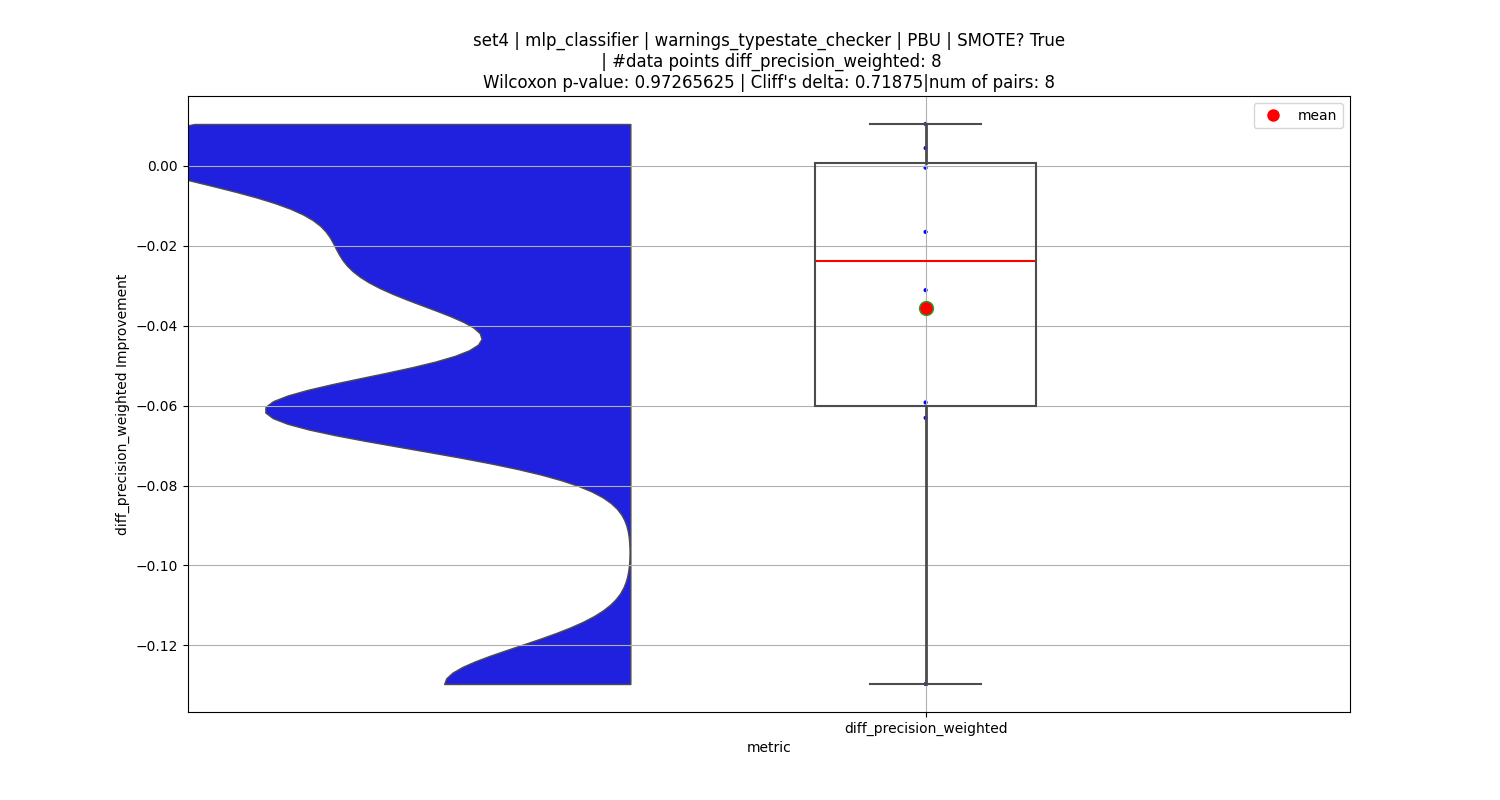 set4 | mlp_classifier | warnings_typestate_checker | PBU | SMOTE? True
| #data points diff_precision_weighted: 8
Wilcoxon p-value: 0.97265625 | Cliff's delta: 0.71875|num of pairs: 8
mean
0.00
−0.02
−0.04
−0.06
−0.08
−0.10
−0.12
diff_precision_weighted Improvement
diff_precision_weighted
metric